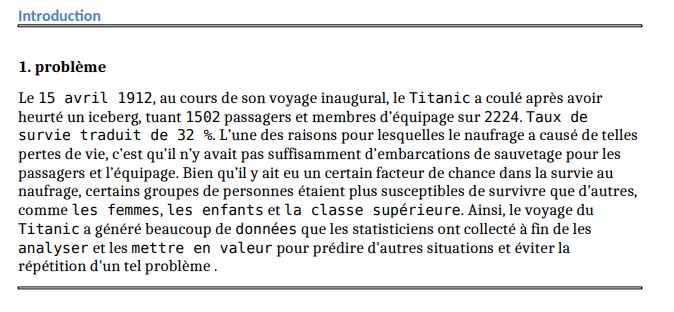 Introduction
1. problème
Le 15 avril 1912, au cours de son voyage inaugural, le Titanic a coulé après avoir
heurté un iceberg, tuant 1502 passagers et membres d'équipage sur 2224. Taux de
survie traduit de 32 %. L'une des raisons pour lesquelles le naufrage a causé de telles
pertes de vie, c'est qu'il n'y avait pas suffisamment d'embarcations de sauvetage pour les
passagers et l'équipage. Bien qu'il y ait eu un certain facteur de chance dans la survie au
naufrage, certains groupes de personnes étaient plus susceptibles de survivre que d'autres,
comme les femmes, les enfants et la classe supérieure. Ainsi, le voyage du
Titanic a généré beaucoup de données que les statisticiens ont collecté à fin de les
analyser et les mettre en valeur pour prédire d'autres situations et éviter la
répétition d'un tel problème .